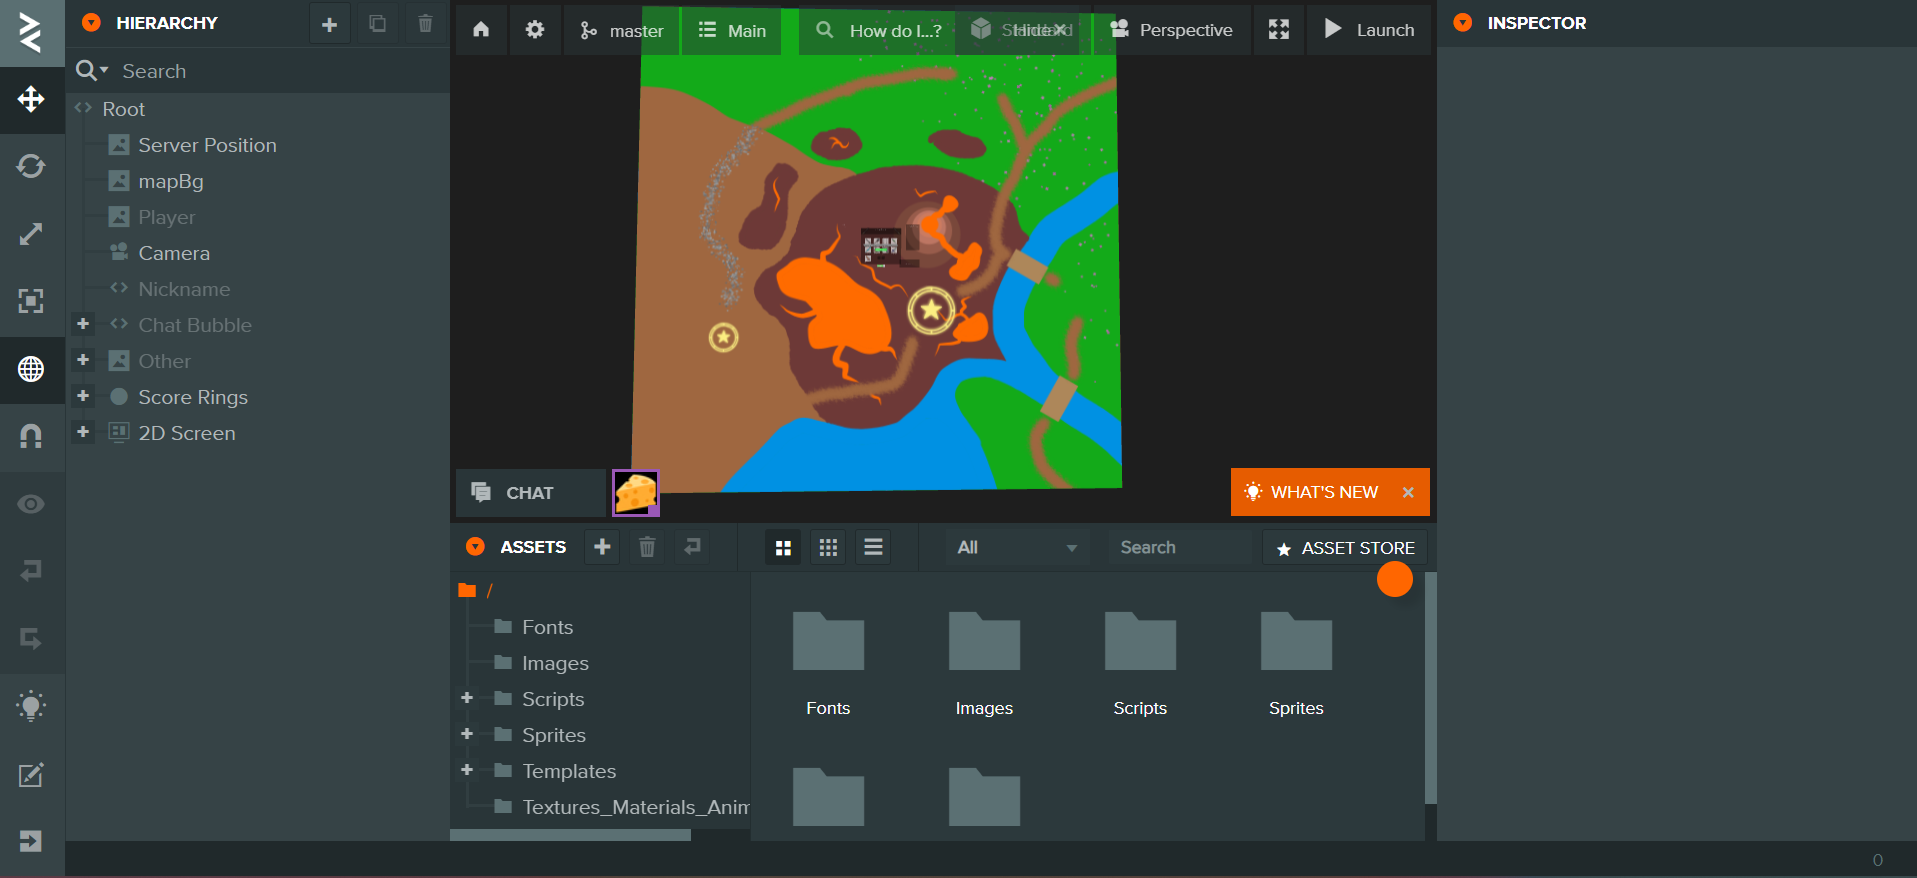 HIERARCHY
master
Main
How do I...?
Hide
Perspective
Launch
INSPECTOR
Search
Root
Server Position
mapBg
Player
Camera
Nickname
Chat Bubble
Other
Score Rings
2D Screen
CHAT
WHAT'S NEW
ASSETS
All
Search
ASSET STORE
/
Fonts
Images
Scripts
Sprites
Templates
Textures_Materials_Anim
Fonts
Images
Scripts
Sprites
0